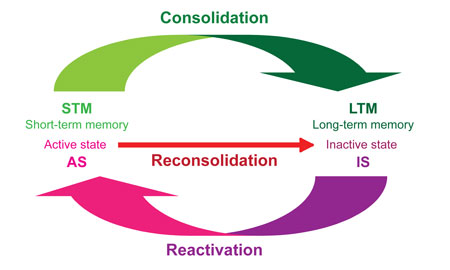 Consolidation
STM
Short-term memory
LTM
Long-term memory
Active state
AS
Reconsolidation
Inactive state
IS
Reactivation